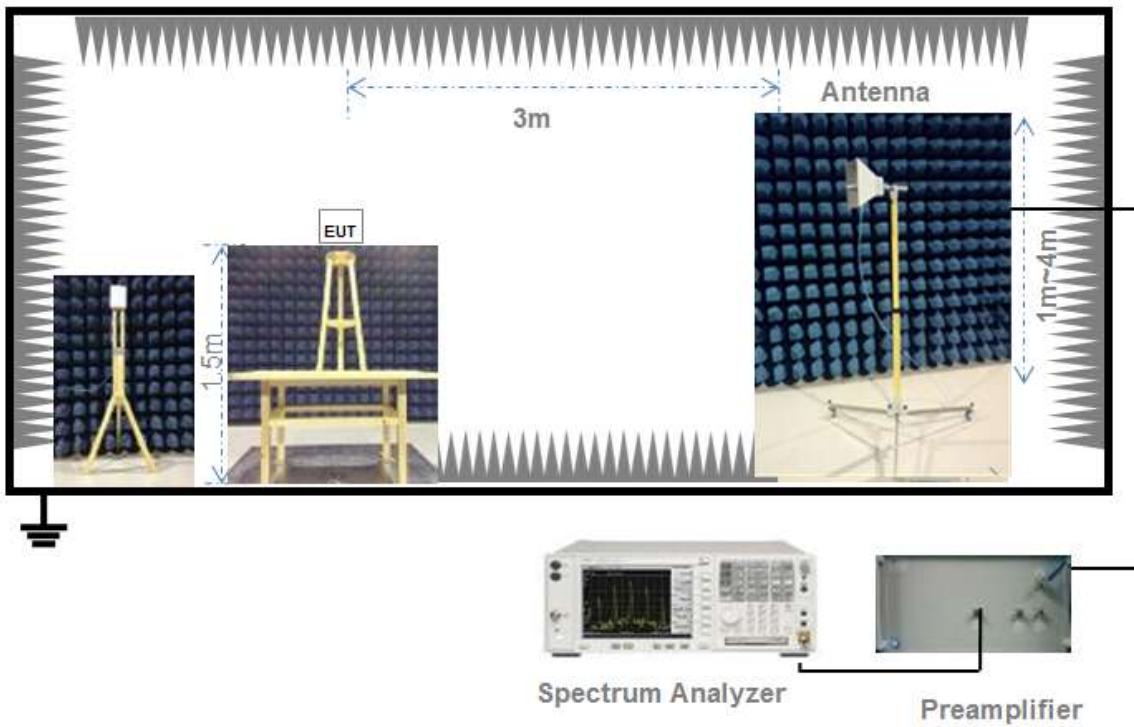 Antenna
3m
EUT
1.5m
1m~4m
Spectrum Analyzer
Preamplifier